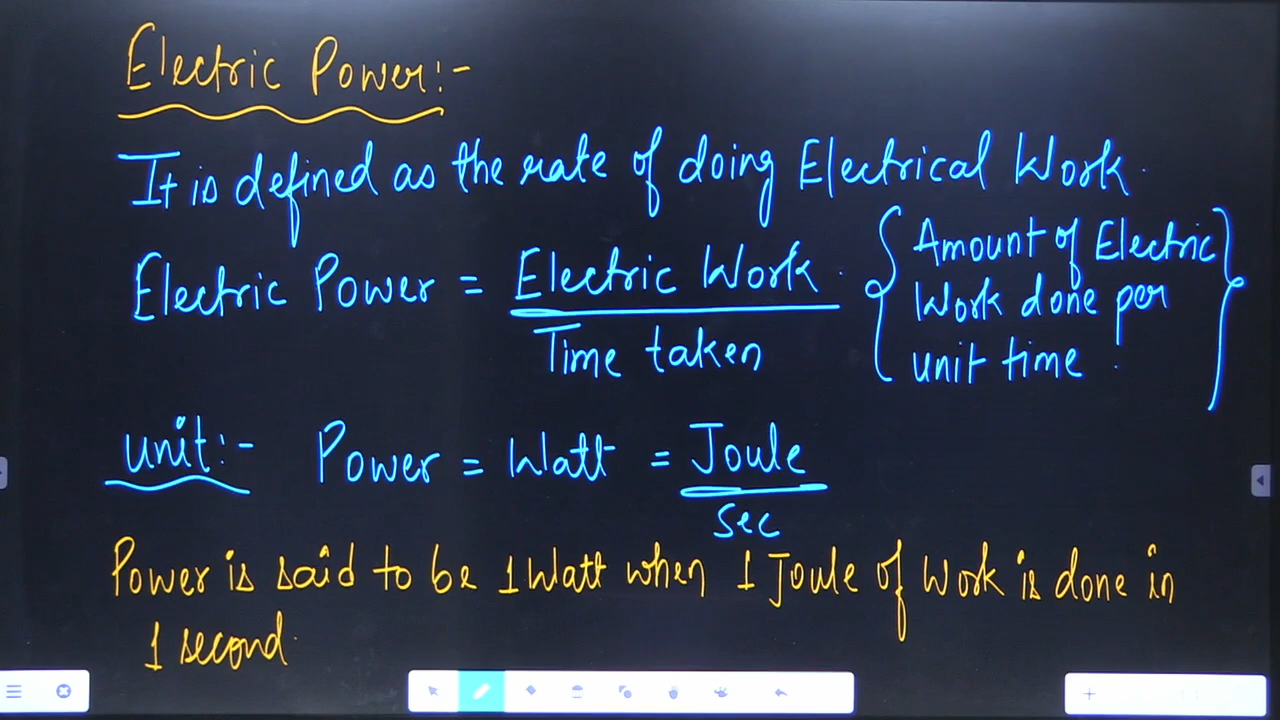 Electric Power:-
It is defined as the rate of doing Electrical Work.
Electric Power = Electric Work / Time taken
{ Amount of Electric
Work done per
unit time. }
Unit:- Power = Watt = Joule / Sec
Power is said to be 1 Watt when 1 Joule of Work is done in
1 second.